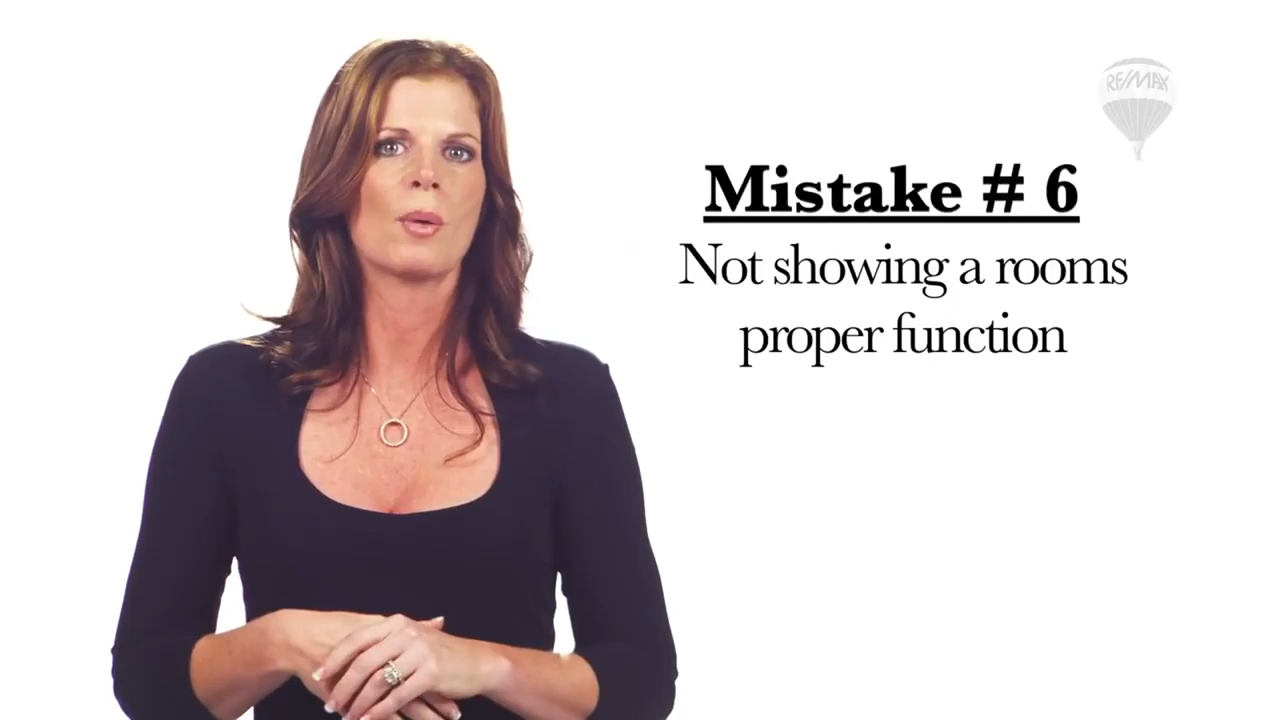 RE/MAX
Mistake # 6
Not showing a rooms
proper function